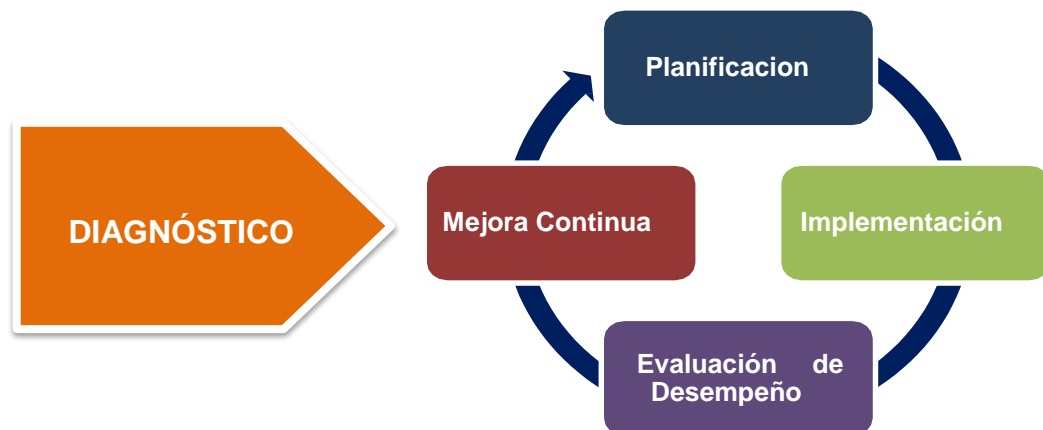 Planificacion
DIAGNÓSTICO
Mejora Continua
Implementación
Evaluación de
Desempeño